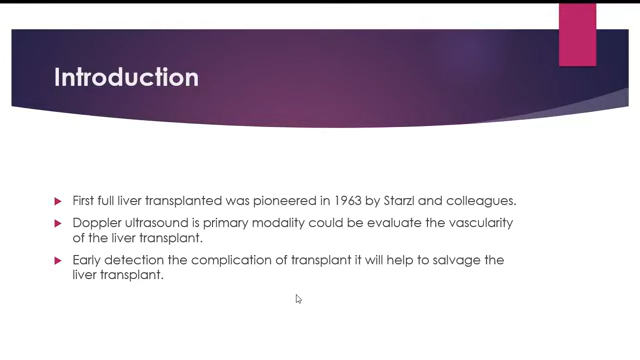 Introduction
First full liver transplanted was pioneered in 1963 by Starzl and colleagues.
Doppler ultrasound is primary modality could be evaluate the vascularity
of the liver transplant.
Early detection the complication of transplant it will help to salvage the
liver transplant.